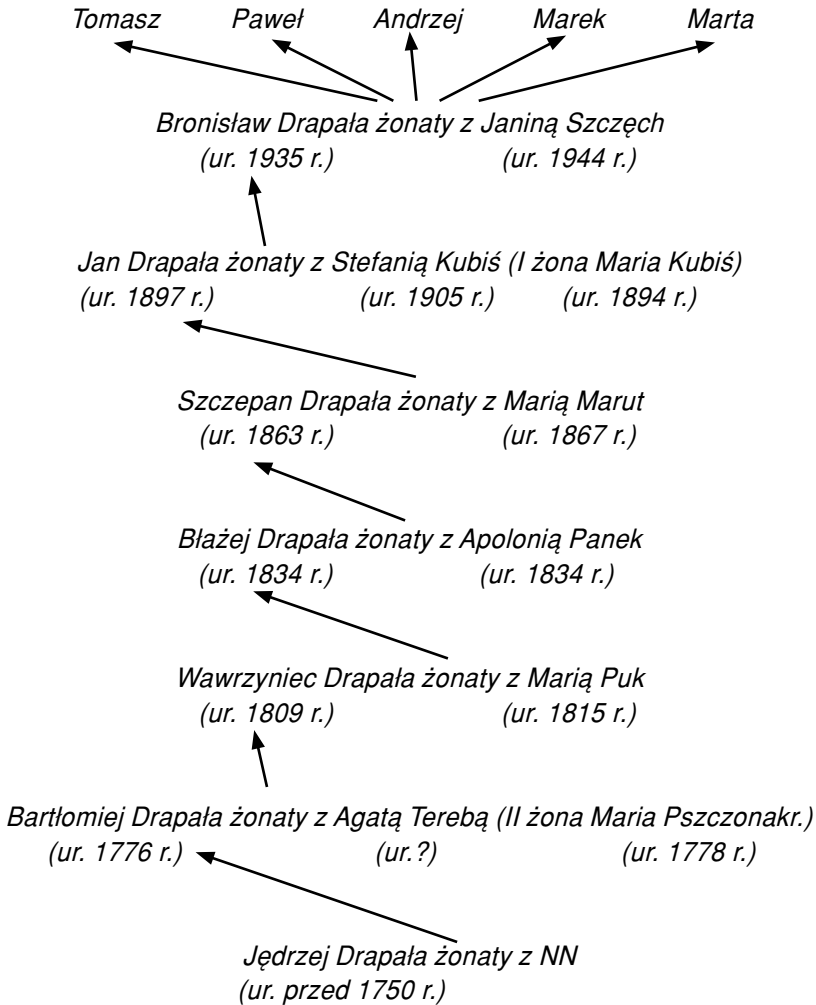 Tomasz Paweł Andrzej Marek Marta
Bronisław Drapała żonaty z Janiną Szczęch
(ur. 1935 r.) (ur. 1944 r.)
Jan Drapała żonaty z Stefanią Kubiś (I żona Maria Kubiś)
(ur. 1897 r.) (ur. 1905 r.) (ur. 1894 r.)
Szczepan Drapała żonaty z Marią Marut
(ur. 1863 r.) (ur. 1867 r.)
Błażej Drapała żonaty z Apolonią Panek
(ur. 1834 r.) (ur. 1834 r.)
Wawrzyniec Drapała żonaty z Marią Puk
(ur. 1809 r.) (ur. 1815 r.)
Bartłomiej Drapała żonaty z Agatą Terebą (II żona Maria Pszczonakr.)
(ur. 1776 r.) (ur.?) (ur. 1778 r.)
Jędrzej Drapała żonaty z NN
(ur. przed 1750 r.)